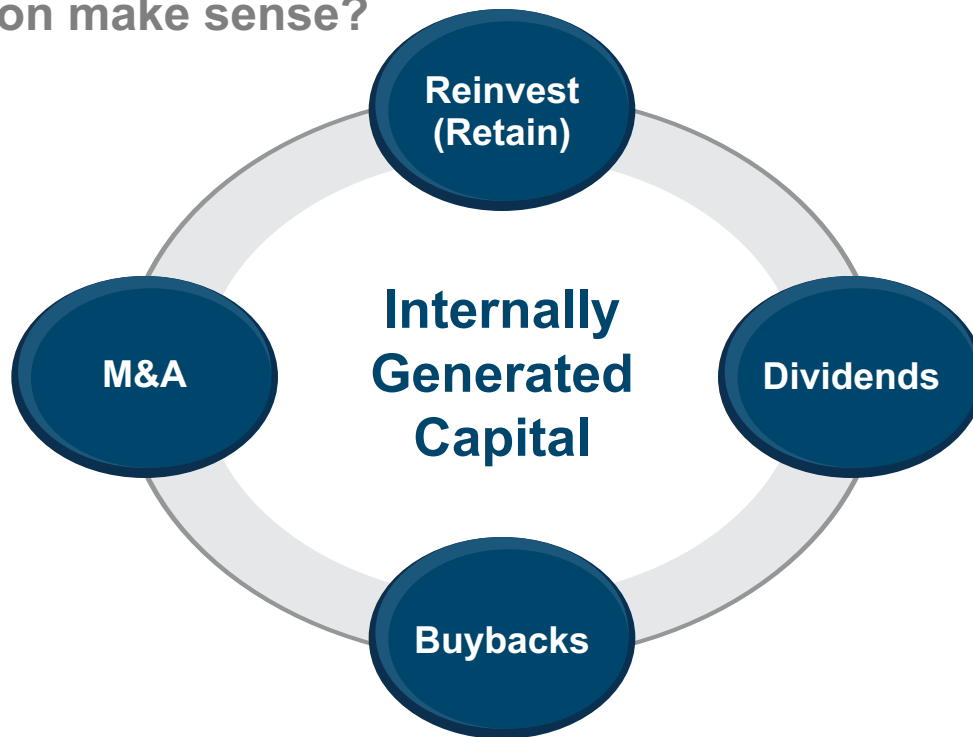 on make sense?
Reinvest
(Retain)
Internally
Generated
Capital
M&A
Dividends
Buybacks